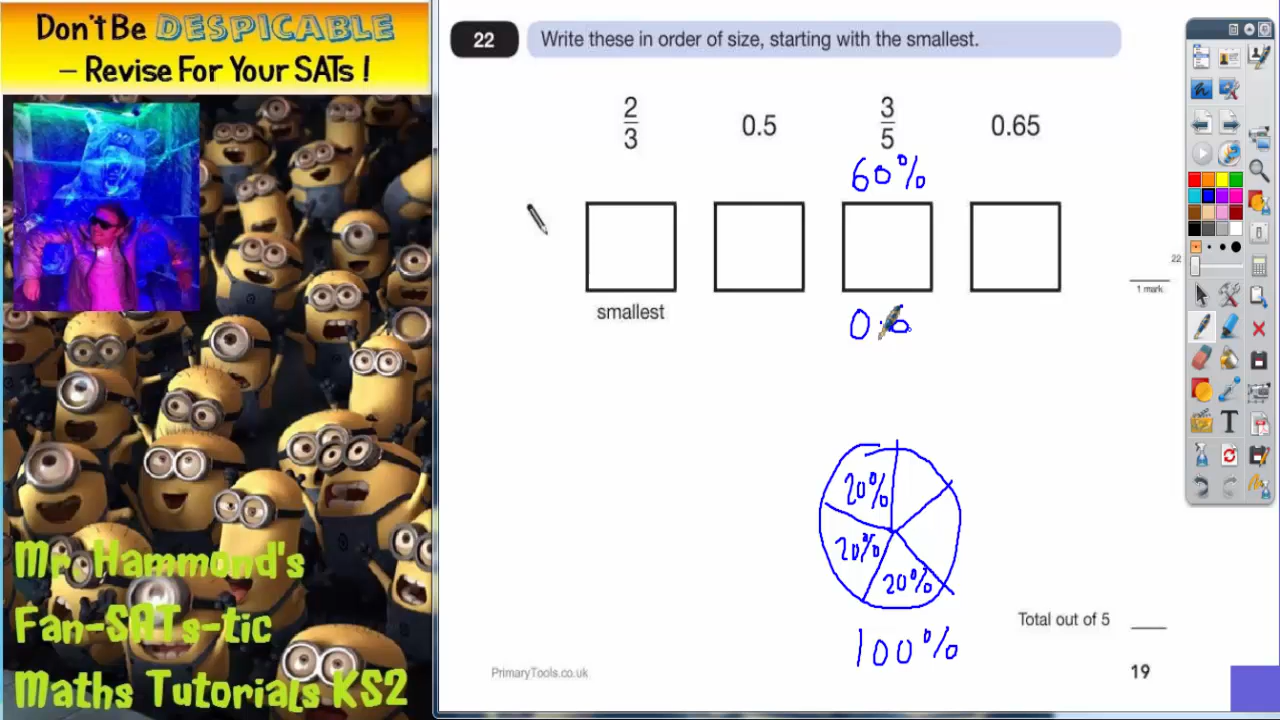 Don't Be DESPICABLE
– Revise For Your SATs !
Mr. Hammond's
Fan-SATs-tic
Maths Tutorials KS2
22 Write these in order of size, starting with the smallest.
2/3 0.5 3/5 0.65
60%
smallest
0.6
22
1 mark
20%
20%
20%
100%
Total out of 5
PrimaryTools.co.uk
19